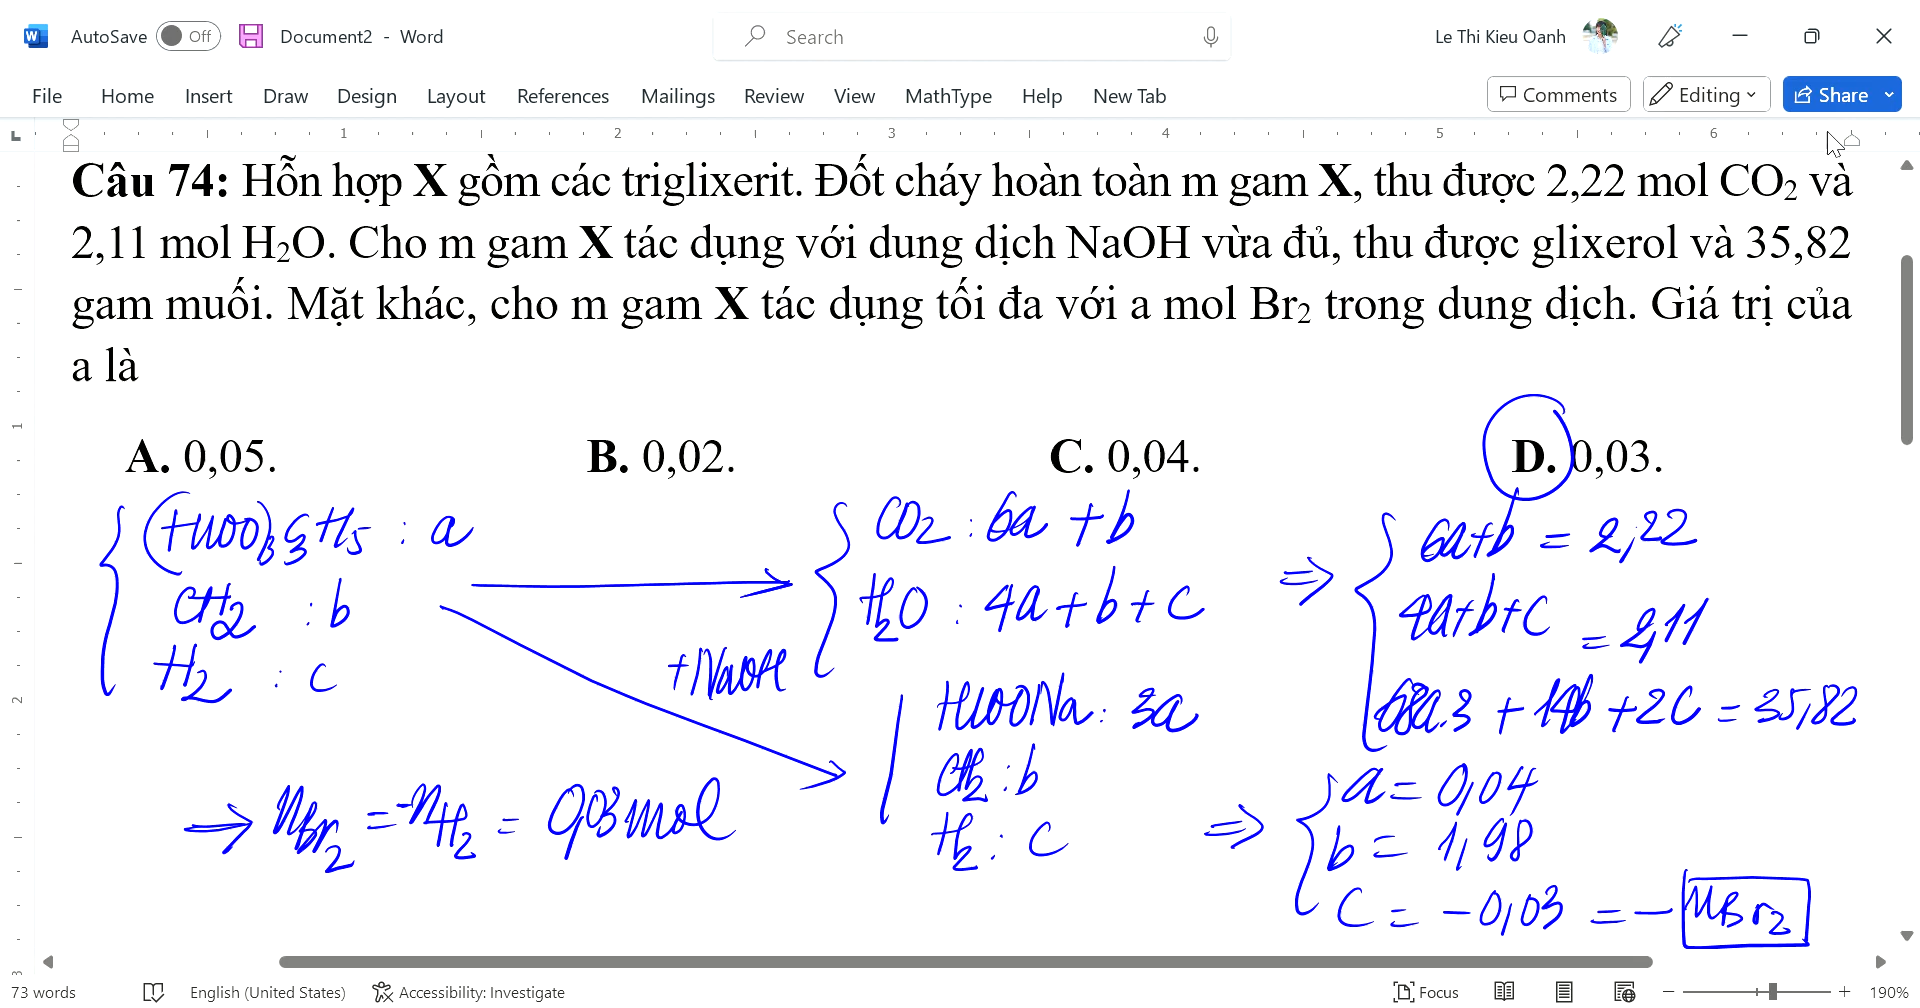 AutoSave Off Document2 - Word Search Le Thi Kieu Oanh
File Home Insert Draw Design Layout References Mailings Review View MathType Help New Tab Comments Editing Share
1 2 3 4 5 6
Câu 74: Hỗn hợp X gồm các triglixerit. Đốt cháy hoàn toàn m gam X, thu được 2,22 mol CO₂ và
2,11 mol H₂O. Cho m gam X tác dụng với dung dịch NaOH vừa đủ, thu được glixerol và 35,82
gam muối. Mặt khác, cho m gam X tác dụng tối đa với a mol Br₂ trong dung dịch. Giá trị của
a là
A. 0,05. B. 0,02. C. 0,04. D. 0,03.
(HCOO)₃C₃H₅ : a
CH₂ : b
H₂ : c
CO₂ : 6a + b
H₂O : 4a + b + c
+NaOH
HCOONa : 3a
CH₂ : b
H₂ : c
⇒ 6a+b = 2,22
4a+b+c = 2,11
68a.3 + 14b + 2c = 35,82
⇒ a = 0,04
b = 1,98
c = -0,03 = - nBr₂
⇒ nBr₂ = -nH₂ = 0,03 mol
73 words English (United States) Accessibility: Investigate Focus 190%